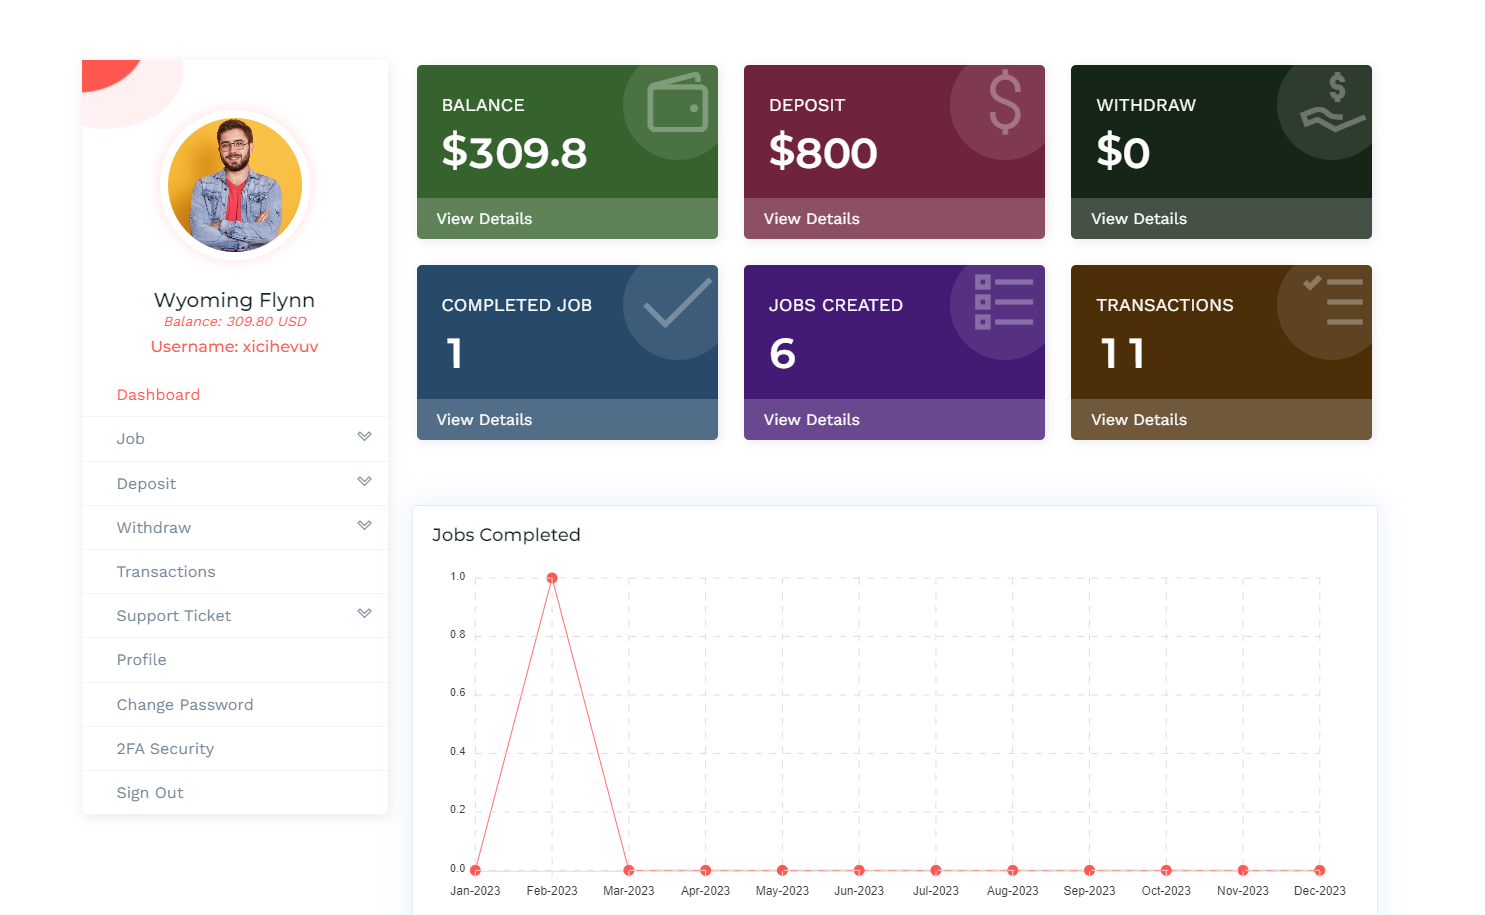 Wyoming Flynn
Balance: 309.80 USD
Username: xicihevuv
Dashboard
Job
Deposit
Withdraw
Transactions
Support Ticket
Profile
Change Password
2FA Security
Sign Out
BALANCE
$309.8
View Details
DEPOSIT
$800
View Details
WITHDRAW
$0
View Details
COMPLETED JOB
1
View Details
JOBS CREATED
6
View Details
TRANSACTIONS
11
View Details
Jobs Completed
1.0
0.8
0.6
0.4
0.2
0.0
Jan-2023 Feb-2023 Mar-2023 Apr-2023 May-2023 Jun-2023 Jul-2023 Aug-2023 Sep-2023 Oct-2023 Nov-2023 Dec-2023